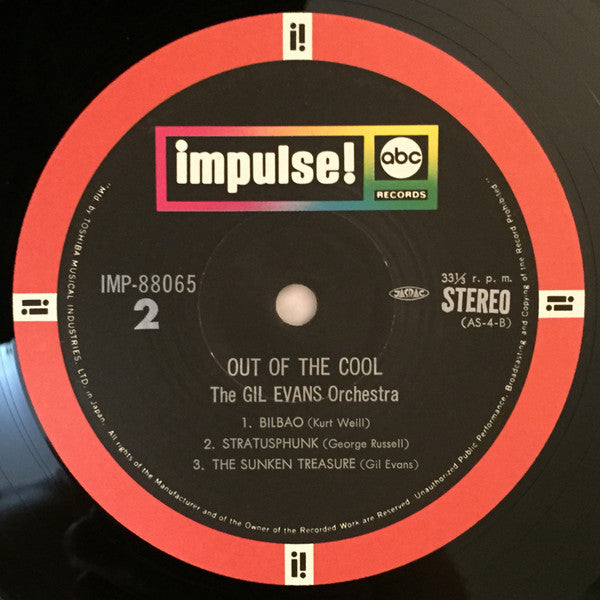 i!
impulse!
abc
RECORDS
IMP-88065
2
JASRAC
33⅓ r. p. m.
STEREO
(AS-4-B)
i!
i!
OUT OF THE COOL
The GIL EVANS Orchestra
1. BILBAO (Kurt Weill)
2. STRATUSPHUNK (George Russell)
3. THE SUNKEN TREASURE (Gil Evans)
"Mfd by TOSHIBA MUSICAL INDUSTRIES, LTD. in Japan. All rights of the Manufacturer and of the Owner of the Recorded Work are Reserved. Unauthorized Public Performance, Broadcasting and Copying of the Record Prohibited"
i!